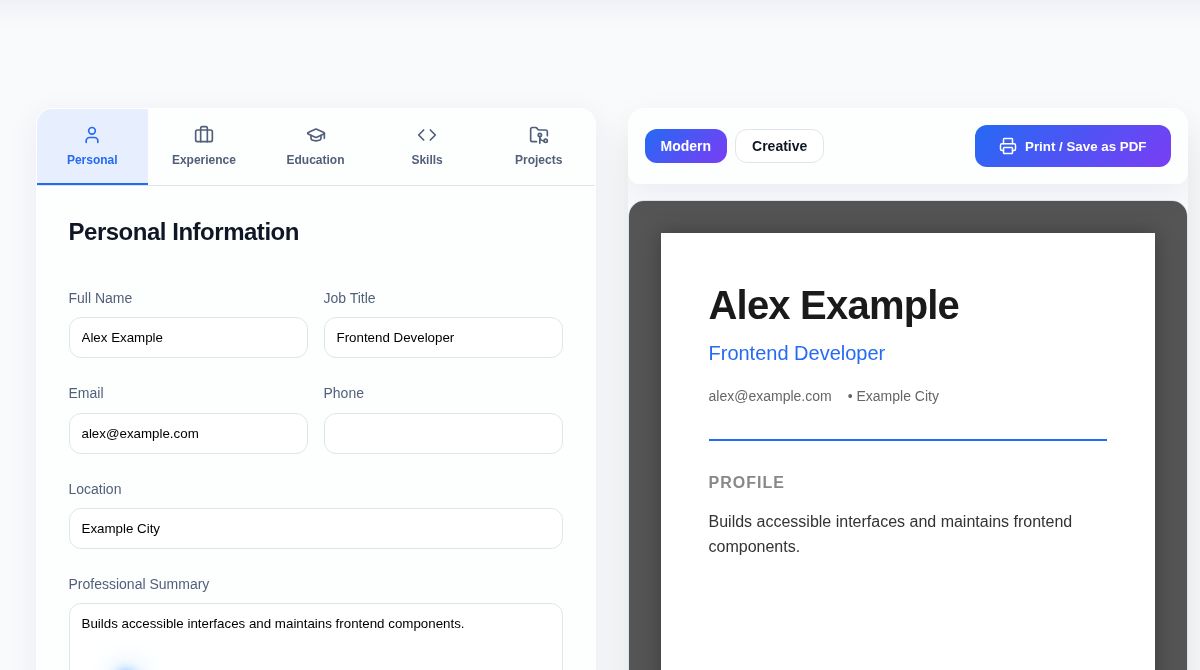 Personal
Experience
Education
Skills
Projects
Personal Information
Full Name
Job Title
Alex Example
Frontend Developer
Email
Phone
alex@example.com
Location
Example City
Professional Summary
Builds accessible interfaces and maintains frontend components.
Modern
Creative
Print / Save as PDF
Alex Example
Frontend Developer
alex@example.com • Example City
PROFILE
Builds accessible interfaces and maintains frontend
components.